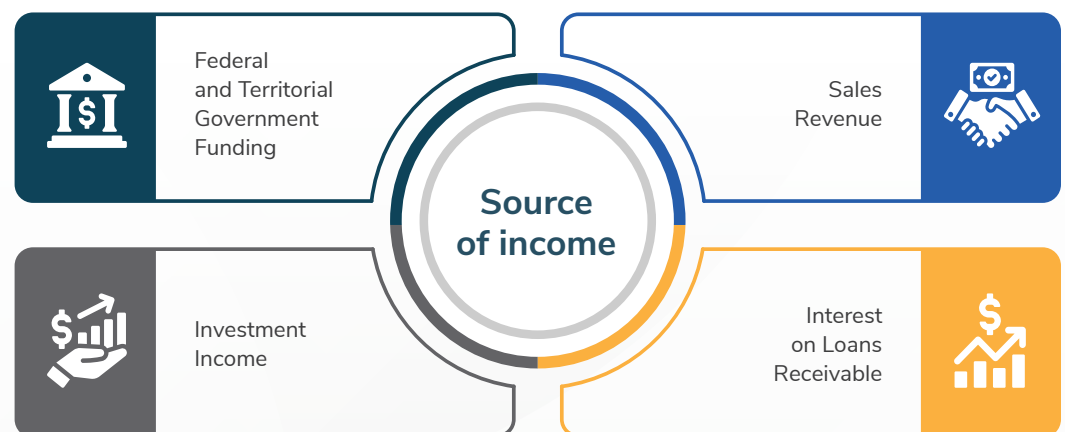 Federal
and Territorial
Government
Funding
Sales
Revenue
Source
of income
Investment
Income
Interest
on Loans
Receivable